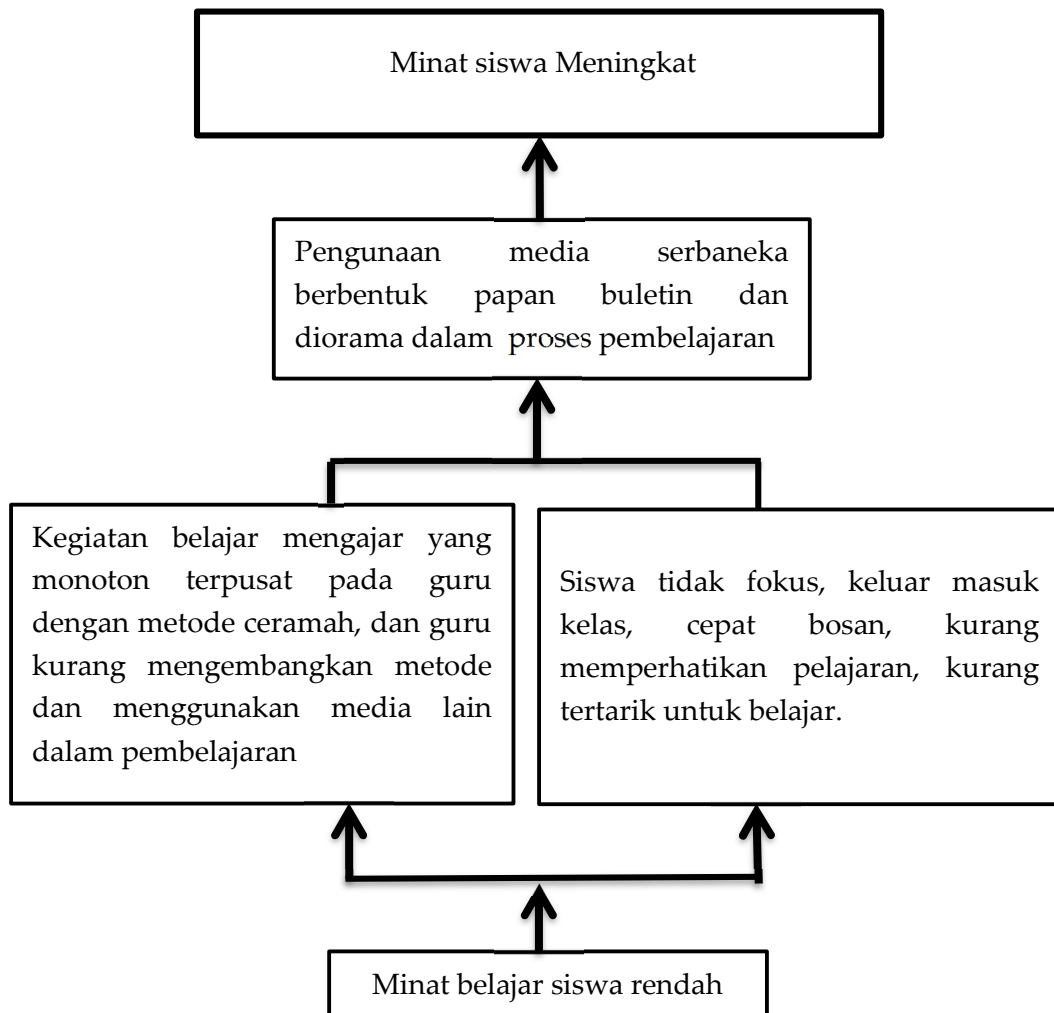 Minat siswa Meningkat
Pengunaan media serbaneka
berbentuk papan buletin dan
diorama dalam proses pembelajaran
Kegiatan belajar mengajar yang
monoton terpusat pada guru
dengan metode ceramah, dan guru
kurang mengembangkan metode
dan menggunakan media lain
dalam pembelajaran
Siswa tidak fokus, keluar masuk
kelas, cepat bosan, kurang
memperhatikan pelajaran, kurang
tertarik untuk belajar.
Minat belajar siswa rendah